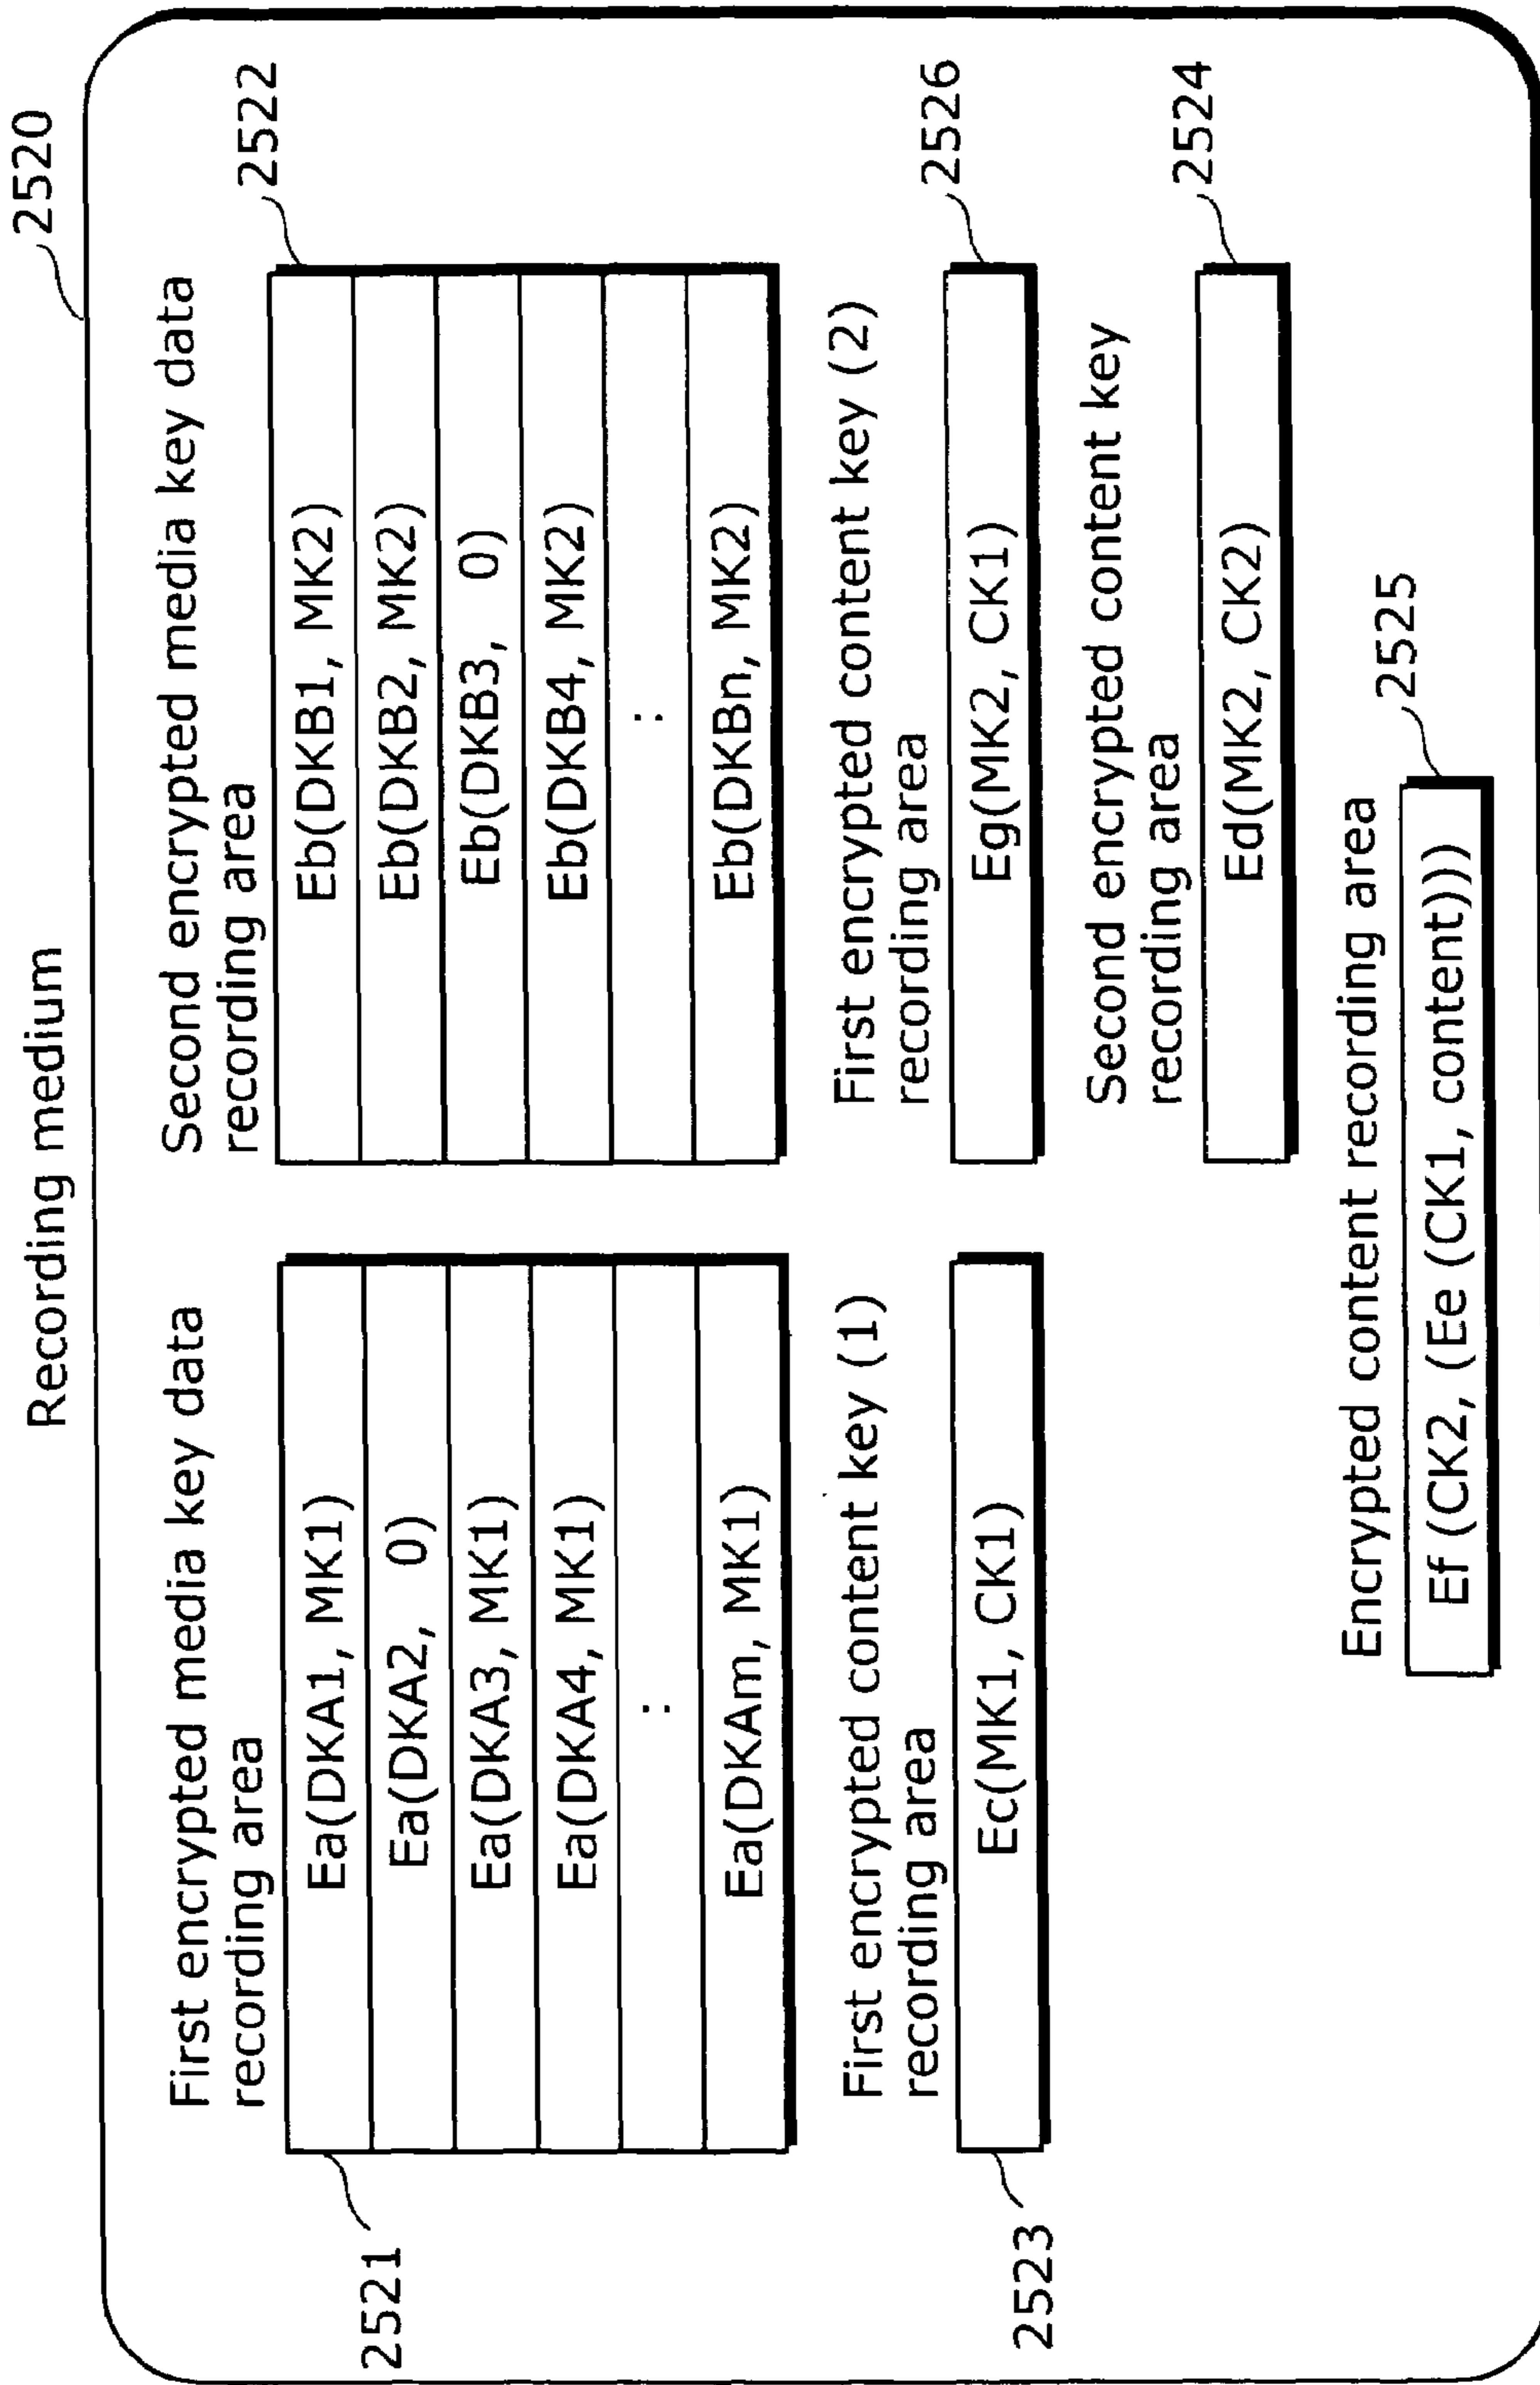 Recording medium
2520
First encrypted media key data
recording area
2521
Ea(DKA1, MK1)
Ea(DKA2, 0)
Ea(DKA3, MK1)
Ea(DKA4, MK1)
:
Ea(DKAm, MK1)
Second encrypted media key data
recording area
2522
Eb(DKB1, MK2)
Eb(DKB2, MK2)
Eb(DKB3, 0)
Eb(DKB4, MK2)
:
Eb(DKBn, MK2)
First encrypted content key (1)
recording area
2523
Ec(MK1, CK1)
First encrypted content key (2)
recording area
2526
Eg(MK2, CK1)
Second encrypted content key
recording area
2524
Ed(MK2, CK2)
Encrypted content recording area
2525
Ef (CK2, (Ee (CK1, content)))